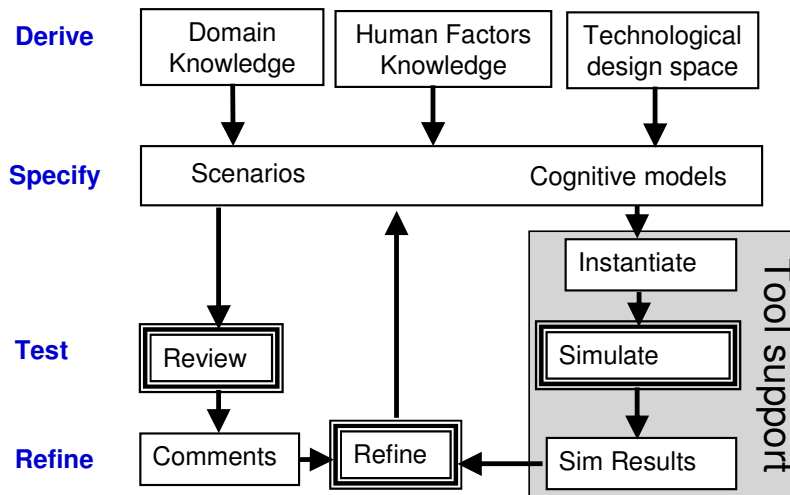 Derive
Domain
Knowledge
Human Factors
Knowledge
Technological
design space
Specify
Scenarios
Cognitive models
Instantiate
Tool support
Test
Review
Simulate
Refine
Comments
Refine
Sim Results